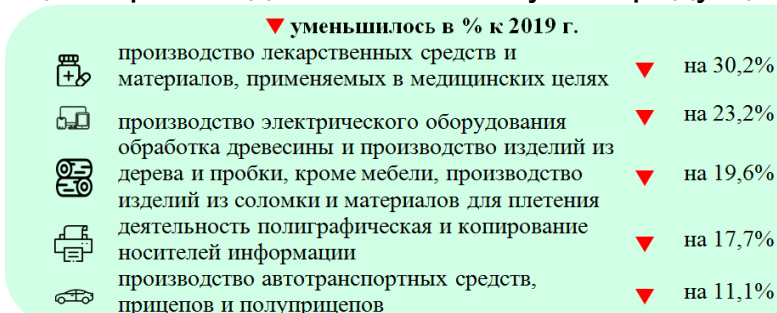 ▼ уменьшилось в % к 2019 г.
производство лекарственных средств и
материалов, применяемых в медицинских целях ▼ на 30,2%
производство электрического оборудования ▼ на 23,2%
обработка древесины и производство изделий из
дерева и пробки, кроме мебели, производство ▼ на 19,6%
изделий из соломки и материалов для плетения
деятельность полиграфическая и копирование
носителей информации ▼ на 17,7%
производство автотранспортных средств,
прицепов и полуприцепов ▼ на 11,1%